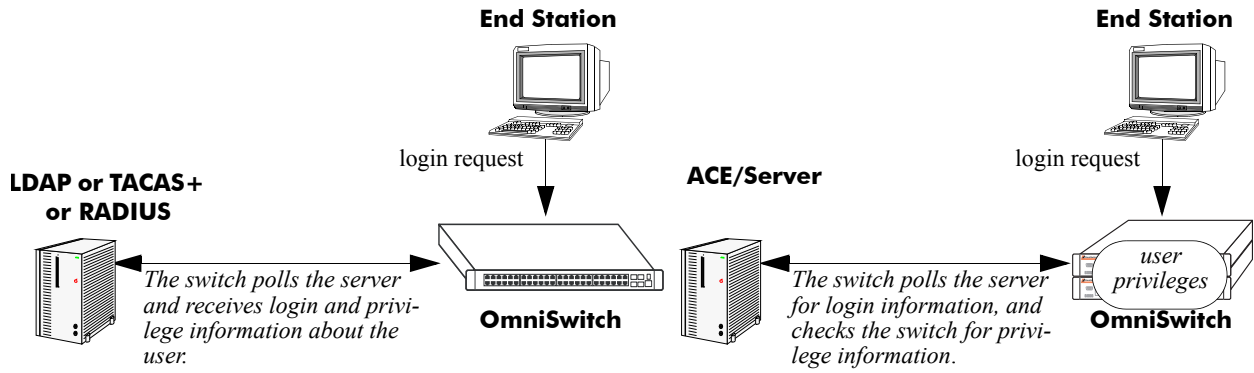 End Station
login request
LDAP or TACAS+
or RADIUS
The switch polls the server
and receives login and privi-
lege information about the
user.
OmniSwitch
End Station
login request
ACE/Server
user
privileges
The switch polls the server
for login information, and
checks the switch for privi-
lege information.
OmniSwitch